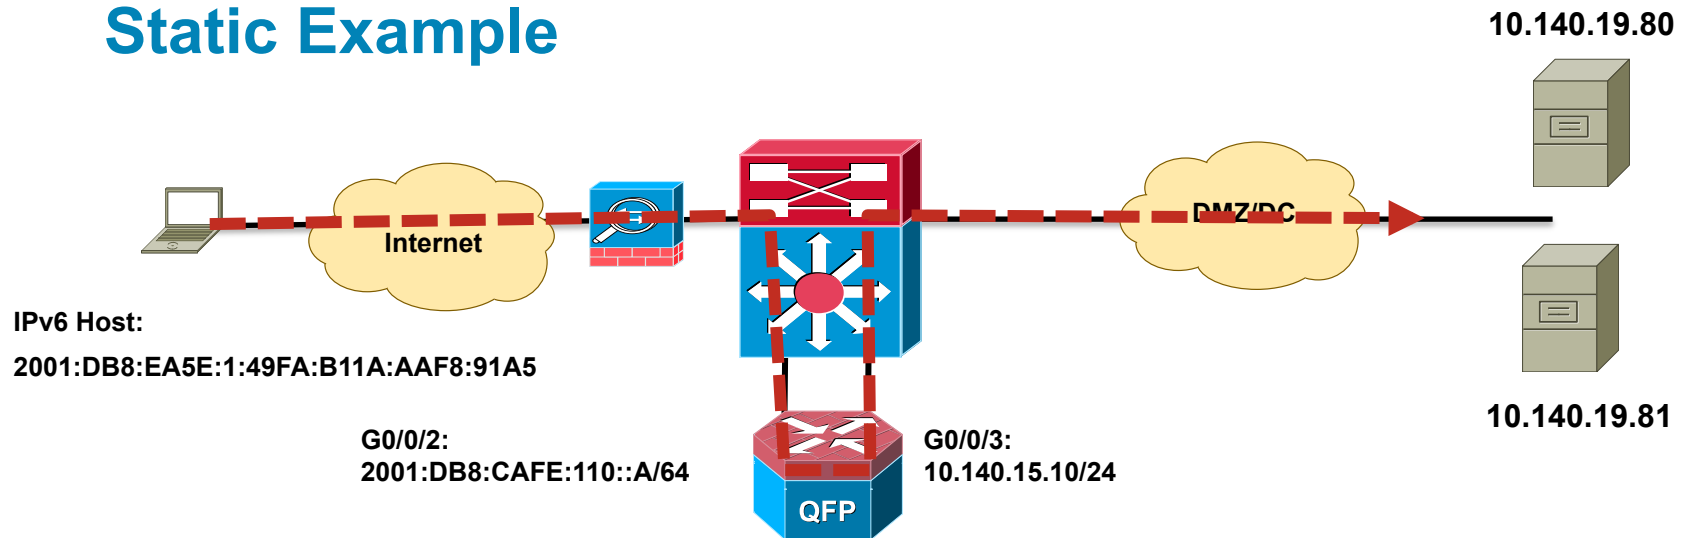 Static Example
10.140.19.80
Internet
DMZ/DC
IPv6 Host:
2001:DB8:EA5E:1:49FA:B11A:AAF8:91A5
10.140.19.81
G0/0/2:
2001:DB8:CAFE:110::A/64
G0/0/3:
10.140.15.10/24
QFP